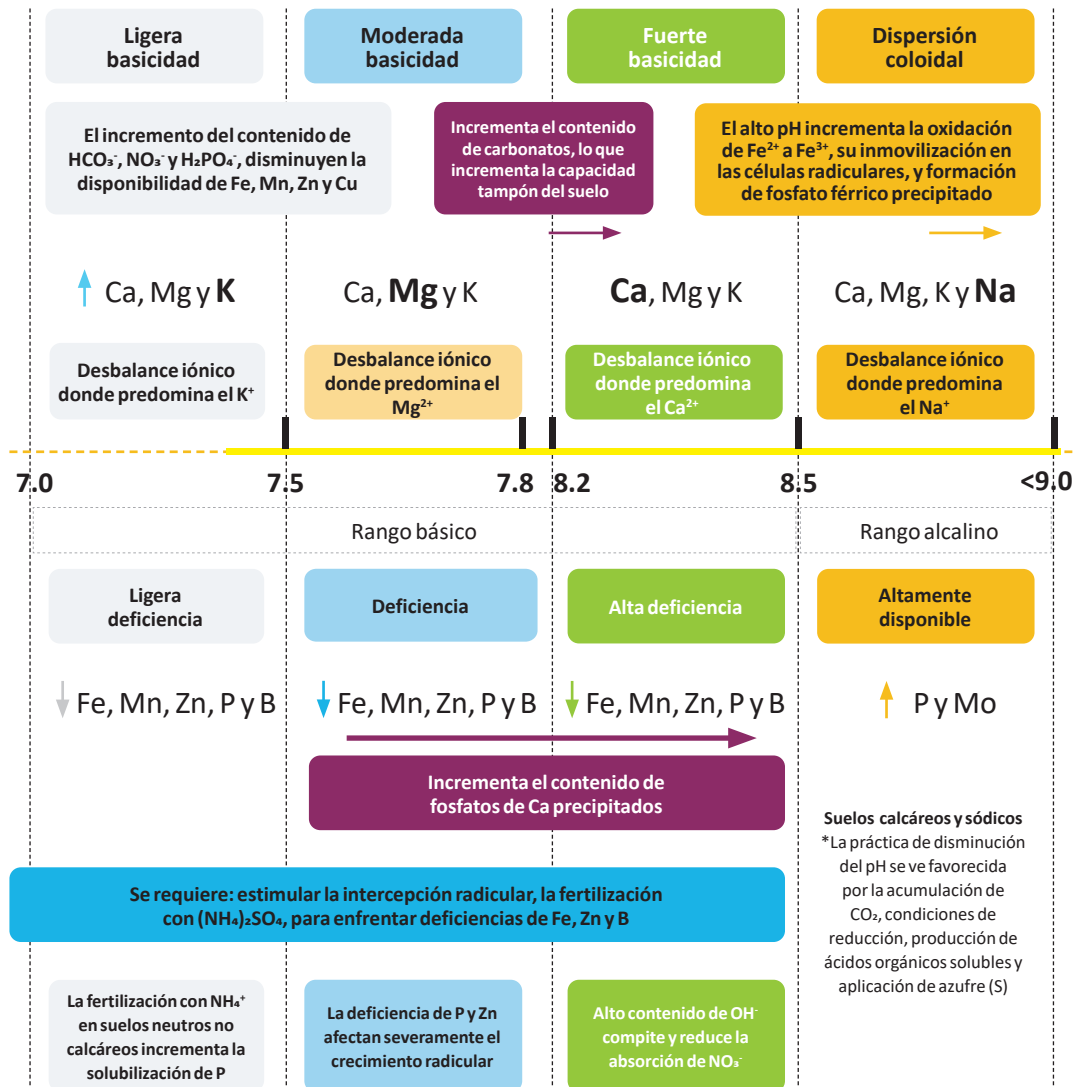 Ligera
basicidad
Moderada
basicidad
Fuerte
basicidad
Dispersión
coloidal
El incremento del contenido de
HCO₃⁻, NO₃⁻ y H₂PO₄⁻, disminuyen la
disponibilidad de Fe, Mn, Zn y Cu
Incrementa el contenido
de carbonatos, lo que
incrementa la capacidad
tampón del suelo
El alto pH incrementa la oxidación
de Fe²⁺ a Fe³⁺, su inmovilización en
las células radiculares, y formación
de fosfato férrico precipitado
Ca, Mg y K
Ca, Mg y K
Ca, Mg y K
Ca, Mg, K y Na
Desbalance iónico
donde predomina el K⁺
Desbalance iónico
donde predomina el
Mg²⁺
Desbalance iónico
donde predomina
el Ca²⁺
Desbalance iónico
donde predomina
el Na⁺
7.0 7.5 7.8 8.2 8.5 <9.0
Rango básico
Rango alcalino
Ligera
deficiencia
Deficiencia
Alta deficiencia
Altamente
disponible
Fe, Mn, Zn, P y B
Fe, Mn, Zn, P y B
Fe, Mn, Zn, P y B
P y Mo
Incrementa el contenido de
fosfatos de Ca precipitados
Suelos calcáreos y sódicos
*La práctica de disminución
del pH se ve favorecida
por la acumulación de
CO₂, condiciones de
reducción, producción de
ácidos orgánicos solubles y
aplicación de azufre (S)
Se requiere: estimular la intercepción radicular, la fertilización
con (NH₄)₂SO₄, para enfrentar deficiencias de Fe, Zn y B
La fertilización con NH₄⁺
en suelos neutros no
calcáreos incrementa la
solubilización de P
La deficiencia de P y Zn
afectan severamente el
crecimiento radicular
Alto contenido de OH⁻
compite y reduce la
absorción de NO₃⁻